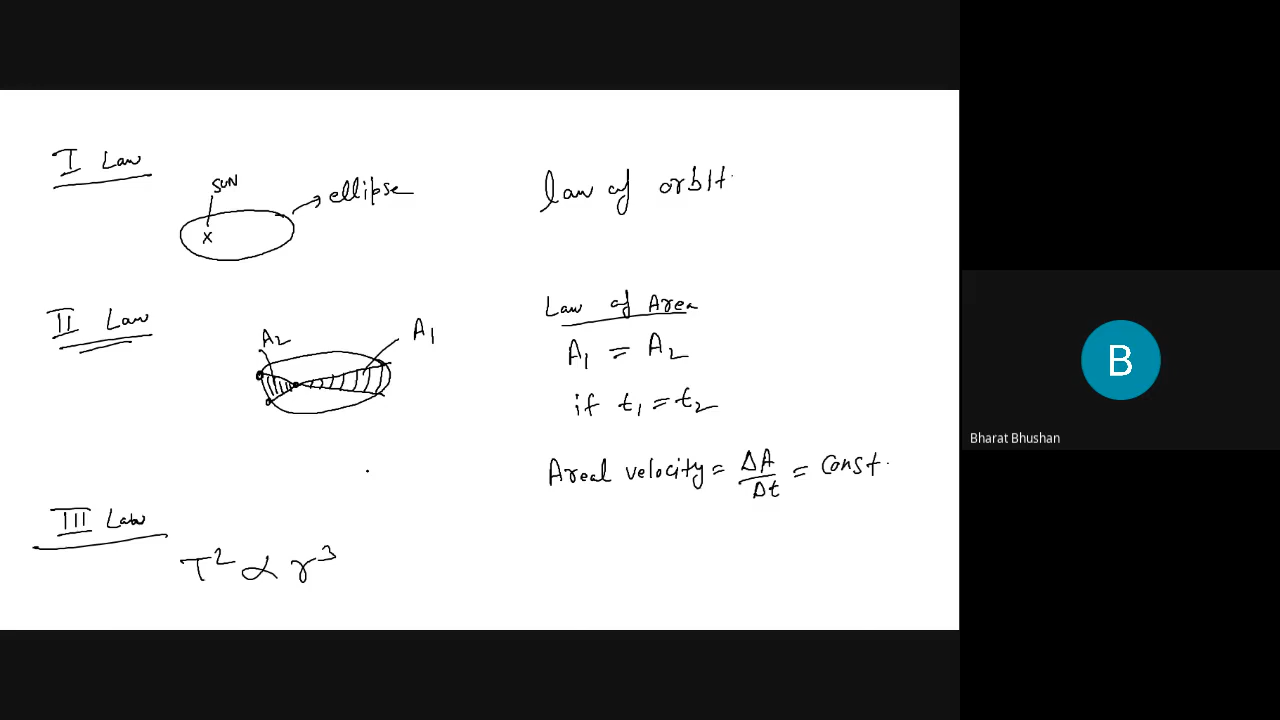 I Law
SUN
ellipse
law of orbit
II Law
A2
A1
Law of Area
A1 = A2
if t1 = t2
Areal velocity = ΔA/Δt = const.
III Law
T² ∝ r³
B
Bharat Bhushan